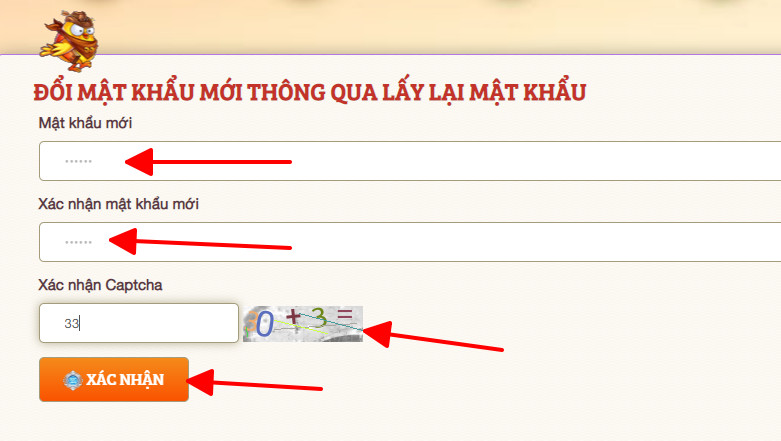 ĐỔI MẬT KHẨU MỚI THÔNG QUA LẤY LẠI MẬT KHẨU
Mật khẩu mới
••••••
Xác nhận mật khẩu mới
••••••
Xác nhận Captcha
33 0 + 3 =
XÁC NHẬN